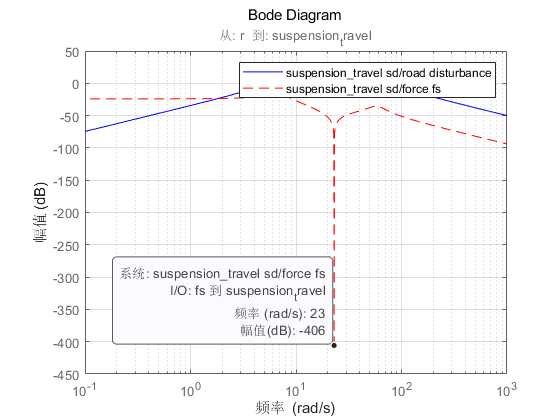 Bode Diagram
从: r 到: suspension_travel
50
0
-50
-100
-150
-200
-250
-300
-350
-400
-450
幅值 (dB)
suspension_travel sd/road disturbance
suspension_travel sd/force fs
系统: suspension_travel sd/force fs
I/O: fs 到 suspension_travel
频率 (rad/s): 23
幅值(dB): -406
10^-1 10^0 10^1 10^2 10^3
频率 (rad/s)